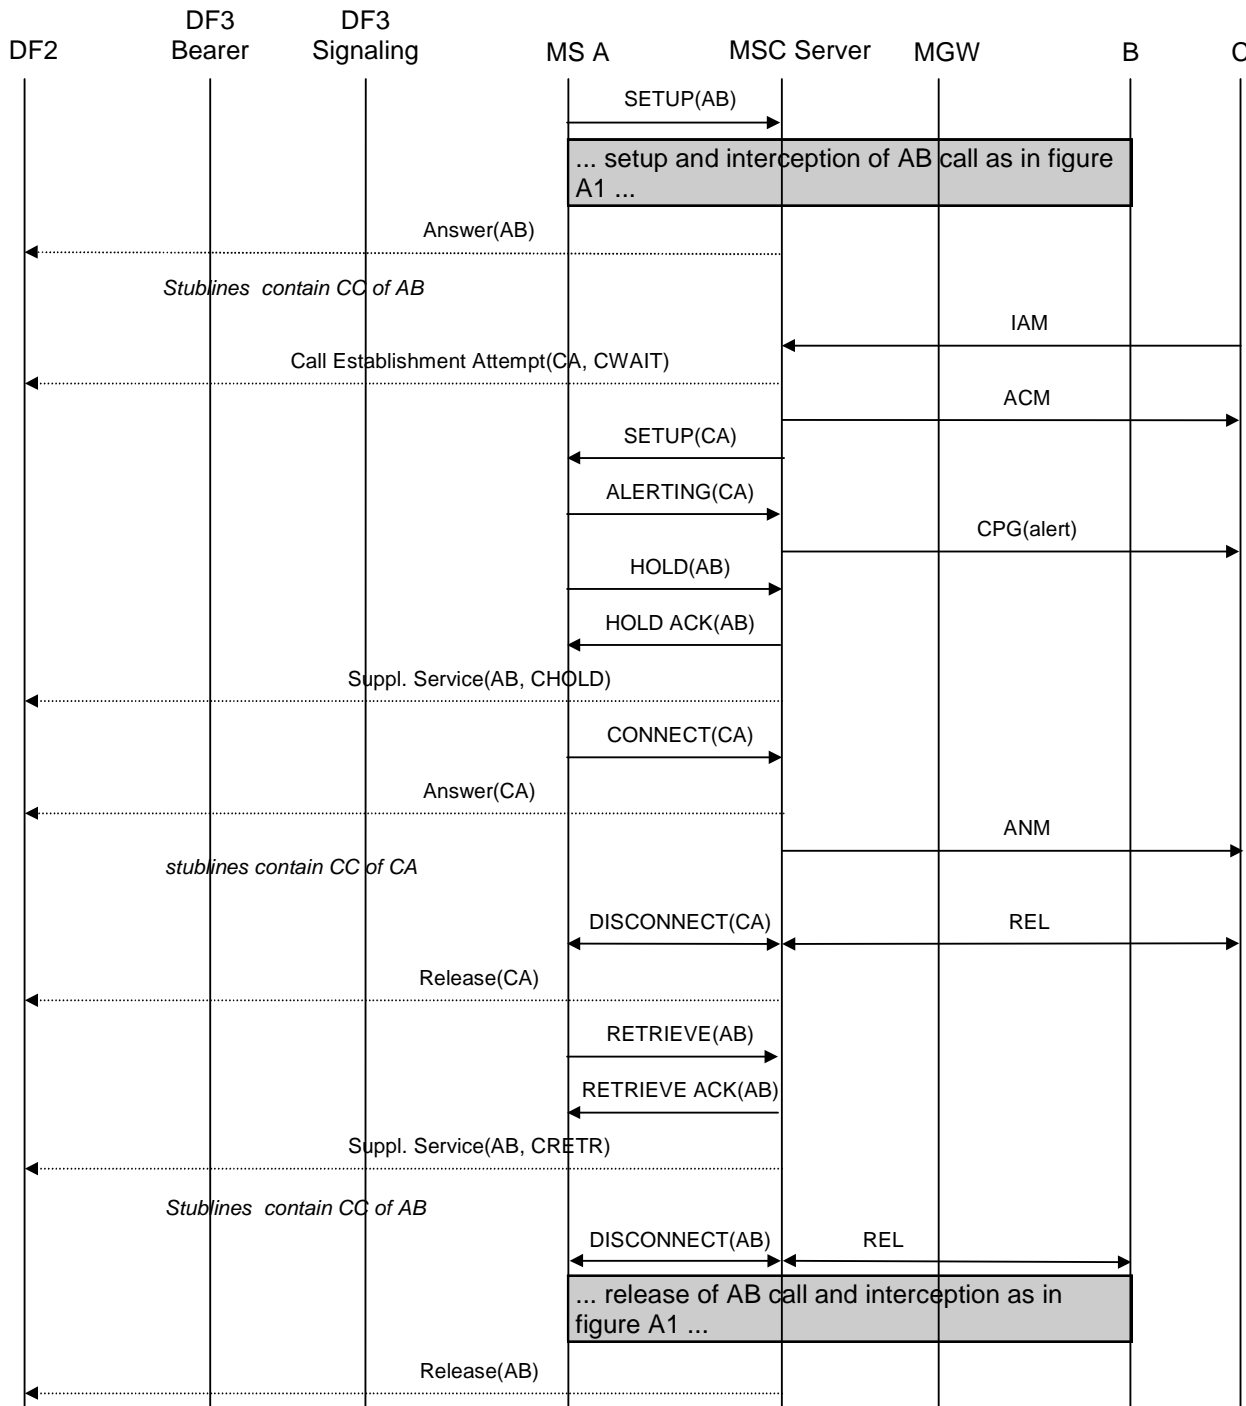 DF2
DF3
Bearer
DF3
Signaling
MS A
MSC Server
MGW
B
C
SETUP(AB)
... setup and interception of AB call as in figure
A1 ...
Answer(AB)
Stublines contain CC of AB
IAM
Call Establishment Attempt(CA, CWAIT)
ACM
SETUP(CA)
ALERTING(CA)
CPG(alert)
HOLD(AB)
HOLD ACK(AB)
Suppl. Service(AB, CHOLD)
CONNECT(CA)
Answer(CA)
ANM
stublines contain CC of CA
DISCONNECT(CA)
REL
Release(CA)
RETRIEVE(AB)
RETRIEVE ACK(AB)
Suppl. Service(AB, CRETR)
Stublines contain CC of AB
DISCONNECT(AB)
REL
... release of AB call and interception as in
figure A1 ...
Release(AB)